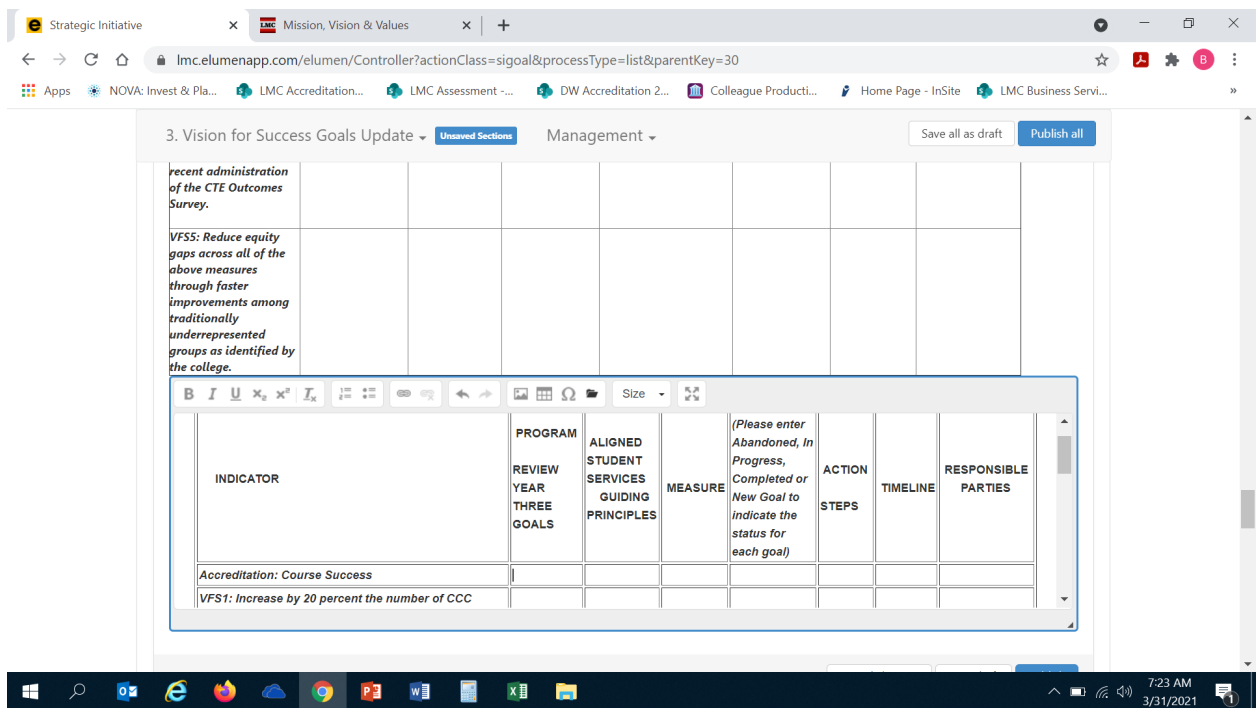 Strategic Initiative
LMC Mission, Vision & Values
lmc.elumenapp.com/elumen/Controller?actionClass=sigoal&processType=list&parentKey=30
B
Apps NOVA: Invest & Pla... LMC Accreditation... LMC Assessment -... DW Accreditation 2... Colleague Producti... Home Page - InSite LMC Business Servi... »
3. Vision for Success Goals Update Unsaved Sections Management Save all as draft Publish all
recent administration
of the CTE Outcomes
Survey.
VFS5: Reduce equity
gaps across all of the
above measures
through faster
improvements among
traditionally
underrepresented
groups as identified by
the college.
B I U x₂ x² Iₓ Ω Size
INDICATOR
PROGRAM
REVIEW
YEAR
THREE
GOALS
ALIGNED
STUDENT
SERVICES
GUIDING
PRINCIPLES
MEASURE
(Please enter
Abandoned, In
Progress,
Completed or
New Goal to
indicate the
status for
each goal)
ACTION
STEPS
TIMELINE
RESPONSIBLE
PARTIES
Accreditation: Course Success
VFS1: Increase by 20 percent the number of CCC
7:23 AM
3/31/2021
1